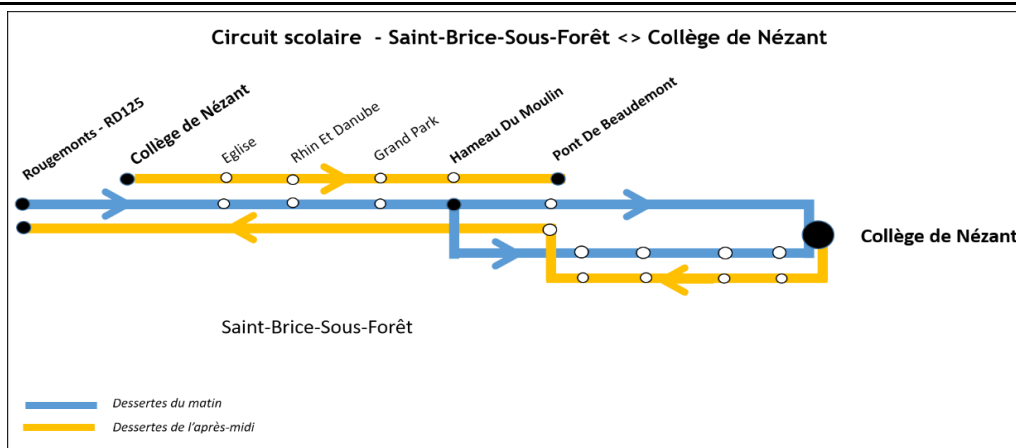 Circuit scolaire - Saint-Brice-Sous-Forêt <> Collège de Nézant
Rougemonts - RD125
Collège de Nézant
Eglise
Rhin Et Danube
Grand Park
Hameau Du Moulin
Pont De Beaudemont
Collège de Nézant
Saint-Brice-Sous-Forêt
Dessertes du matin
Dessertes de l'après-midi